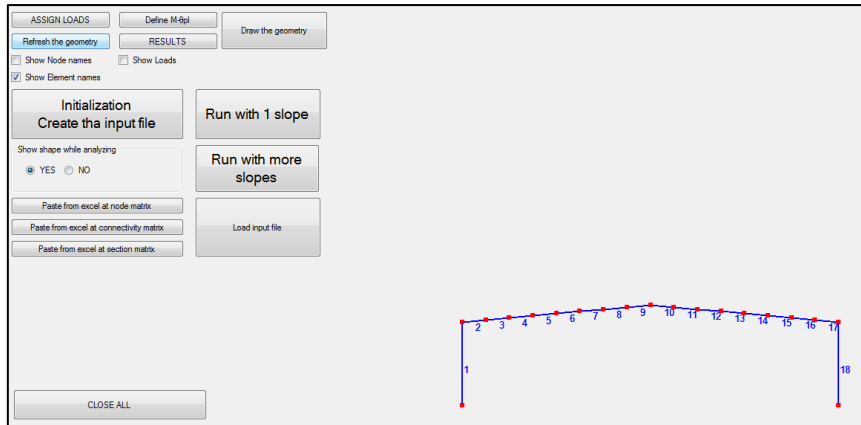 ASSIGN LOADS
Define M-θpl
Draw the geometry
Refresh the geometry
RESULTS
Show Node names
Show Loads
Show Element names
Initialization
Create tha input file
Run with 1 slope
Show shape while analyzing
YES
NO
Run with more
slopes
Paste from excel at node matrix
Paste from excel at connectivity matrix
Load input file
Paste from excel at section matrix
2 3 4 5 6 7 8 9 10 11 12 13 14 15 16 17
1
18
CLOSE ALL